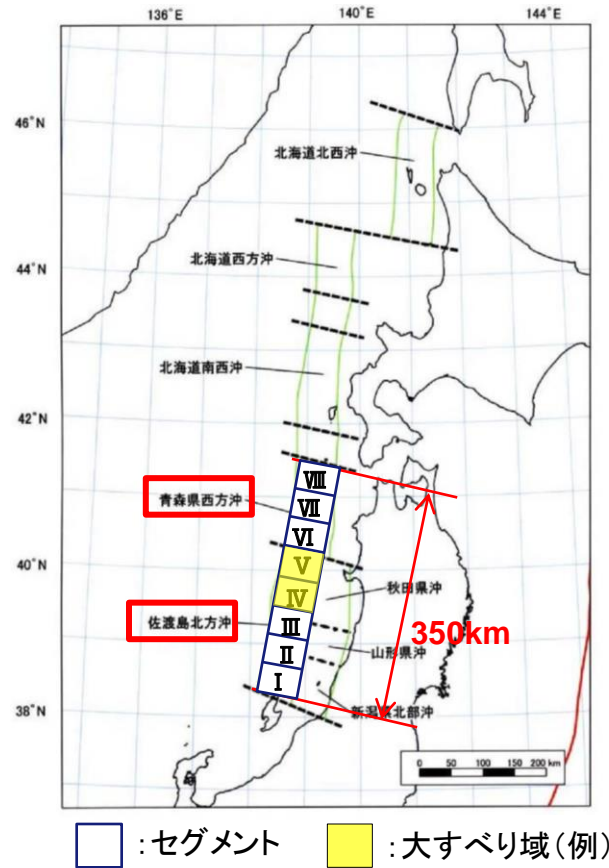 136°E
140°E
144°E
46°N
北海道北西沖
北海道西方沖
44°N
北海道南西沖
42°N
Ⅷ
青森県西方沖
Ⅶ
Ⅵ
40°N
Ⅴ
秋田県沖
Ⅳ
佐渡島北方沖
Ⅲ
350km
Ⅱ
山形県沖
Ⅰ
新潟県北部沖
38°N
0 50 100 150 200 km
:セグメント
:大すべり域(例)